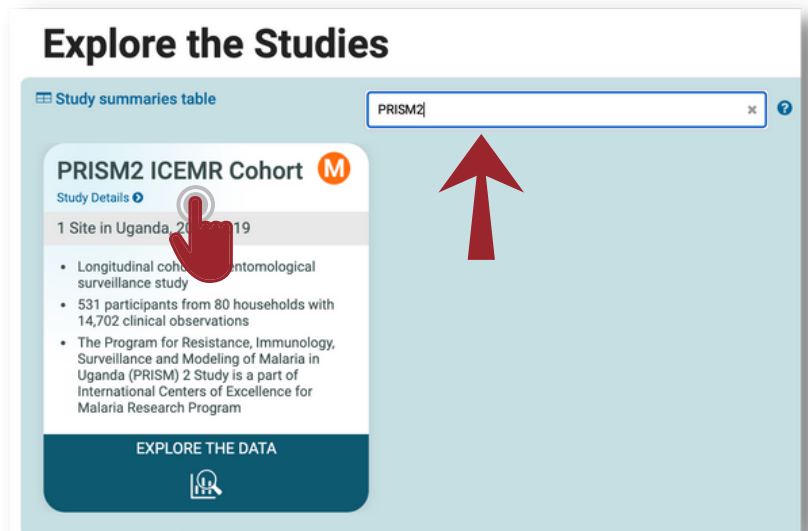 Explore the Studies
Study summaries table
PRISM2
PRISM2 ICEMR Cohort M
Study Details
1 Site in Uganda, 20 19
• Longitudinal entomological
surveillance study
• 531 participants from 80 households with
14,702 clinical observations
• The Program for Resistance, Immunology,
Surveillance and Modeling of Malaria in
Uganda (PRISM) 2 Study is a part of
International Centers of Excellence for
Malaria Research Program
EXPLORE THE DATA